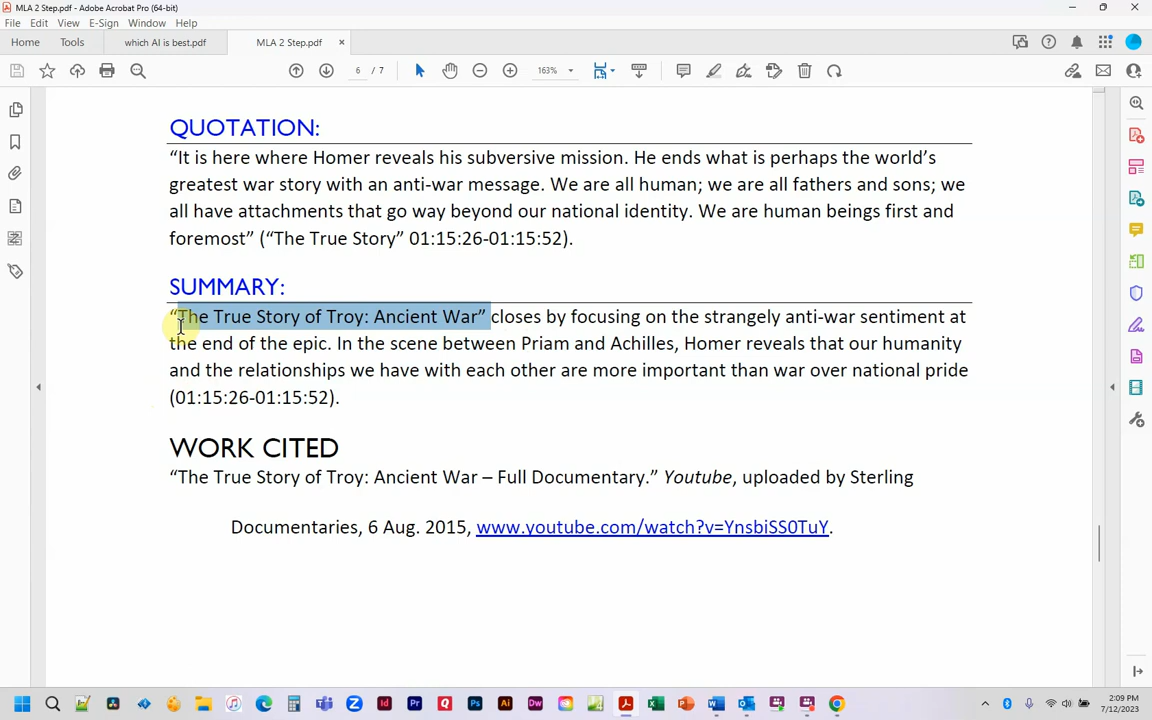 MLA 2 Step.pdf - Adobe Acrobat Pro (64-bit)
File Edit View E-Sign Window Help
Home Tools which AI is best.pdf MLA 2 Step.pdf ×
6 / 7 163%
QUOTATION:
“It is here where Homer reveals his subversive mission. He ends what is perhaps the world’s
greatest war story with an anti-war message. We are all human; we are all fathers and sons; we
all have attachments that go way beyond our national identity. We are human beings first and
foremost” (“The True Story” 01:15:26-01:15:52).
SUMMARY:
“The True Story of Troy: Ancient War” closes by focusing on the strangely anti-war sentiment at
the end of the epic. In the scene between Priam and Achilles, Homer reveals that our humanity
and the relationships we have with each other are more important than war over national pride
(01:15:26-01:15:52).
WORK CITED
“The True Story of Troy: Ancient War – Full Documentary.” Youtube, uploaded by Sterling
Documentaries, 6 Aug. 2015, www.youtube.com/watch?v=YnsbiSS0TuY.
Id Pr Q Ps Ai Dw
2:09 PM
7/12/2023